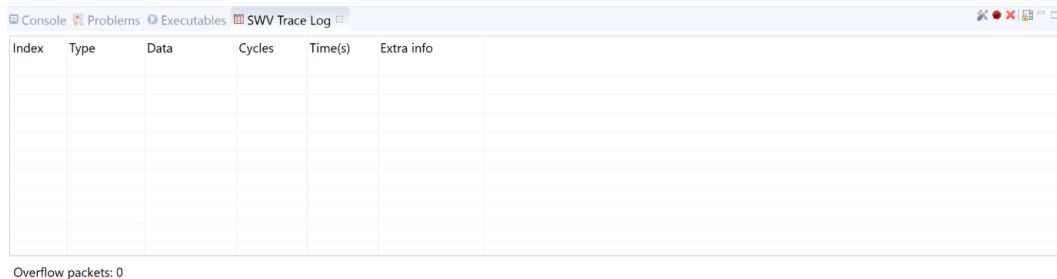 Console Problems Executables SWV Trace Log
Index Type Data Cycles Time(s) Extra info
Overflow packets: 0